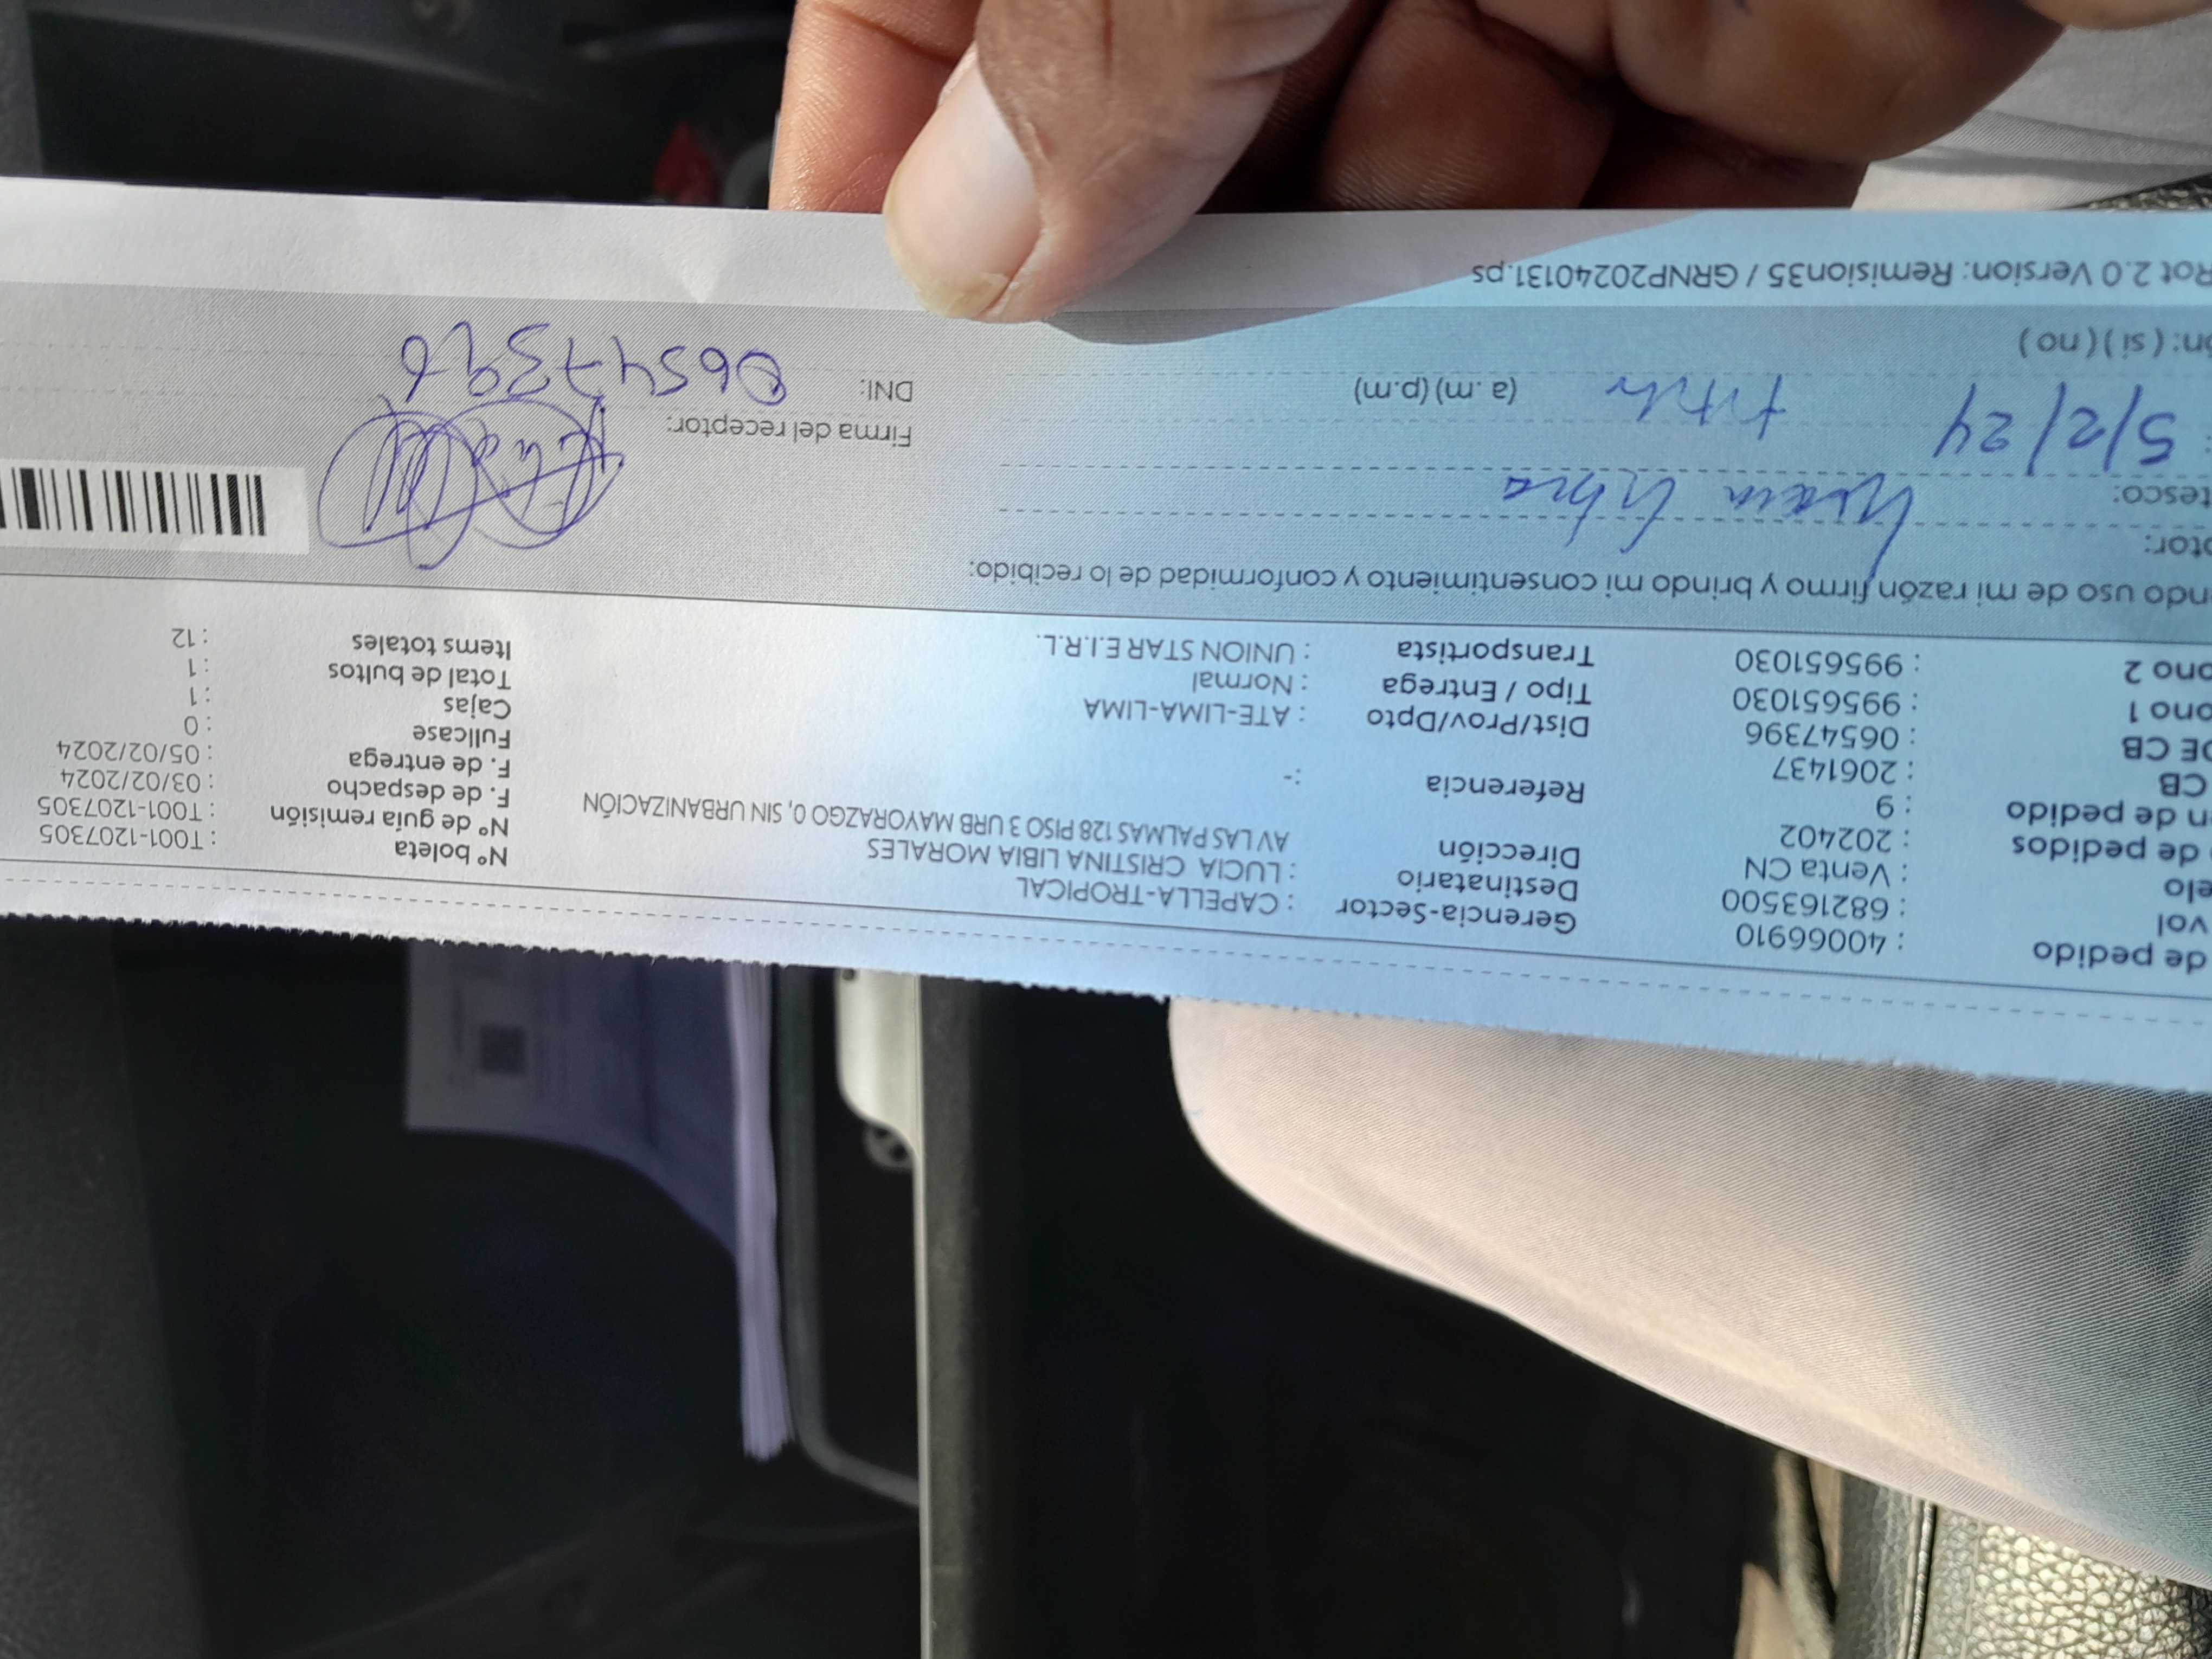 de pedido : 40066910 Gerencia-Sector : CAPELLA-TROPICAL Nº boleta : T001-1207305
vol : 682163500 Destinatario : LUCIA CRISTINA LIBIA MORALES Nº de guía remisión : T001-1207305
elo : Venta CN Dirección AV LAS PALMAS 128 PISO 3 URB MAYORAZGO 0, SIN URBANIZACIÓN F. de despacho : 03/02/2024
de pedidos : 202402 Referencia :- F. de entrega : 05/02/2024
n de pedido : 9 Dist/Prov/Dpto : ATE-LIMA-LIMA Fullcase : 0
CB : 2061437 Tipo / Entrega : Normal Cajas : 1
DE CB : 06547396 Transportista : UNION STAR E.I.R.L. Total de bultos : 1
ono 1 : 995651030 Items totales : 12
ono 2 : 995651030
ndo uso de mi razón firmo y brindo mi consentimiento y conformidad de lo recibido:
ptor: Libia
tesco:
: 5/2/24 (a .m) (p.m) Firma del receptor:
ón: ( si ) ( no ) DNI: 06547396
Rot 2.0 Version: Remision35 / GRNP20240131.ps